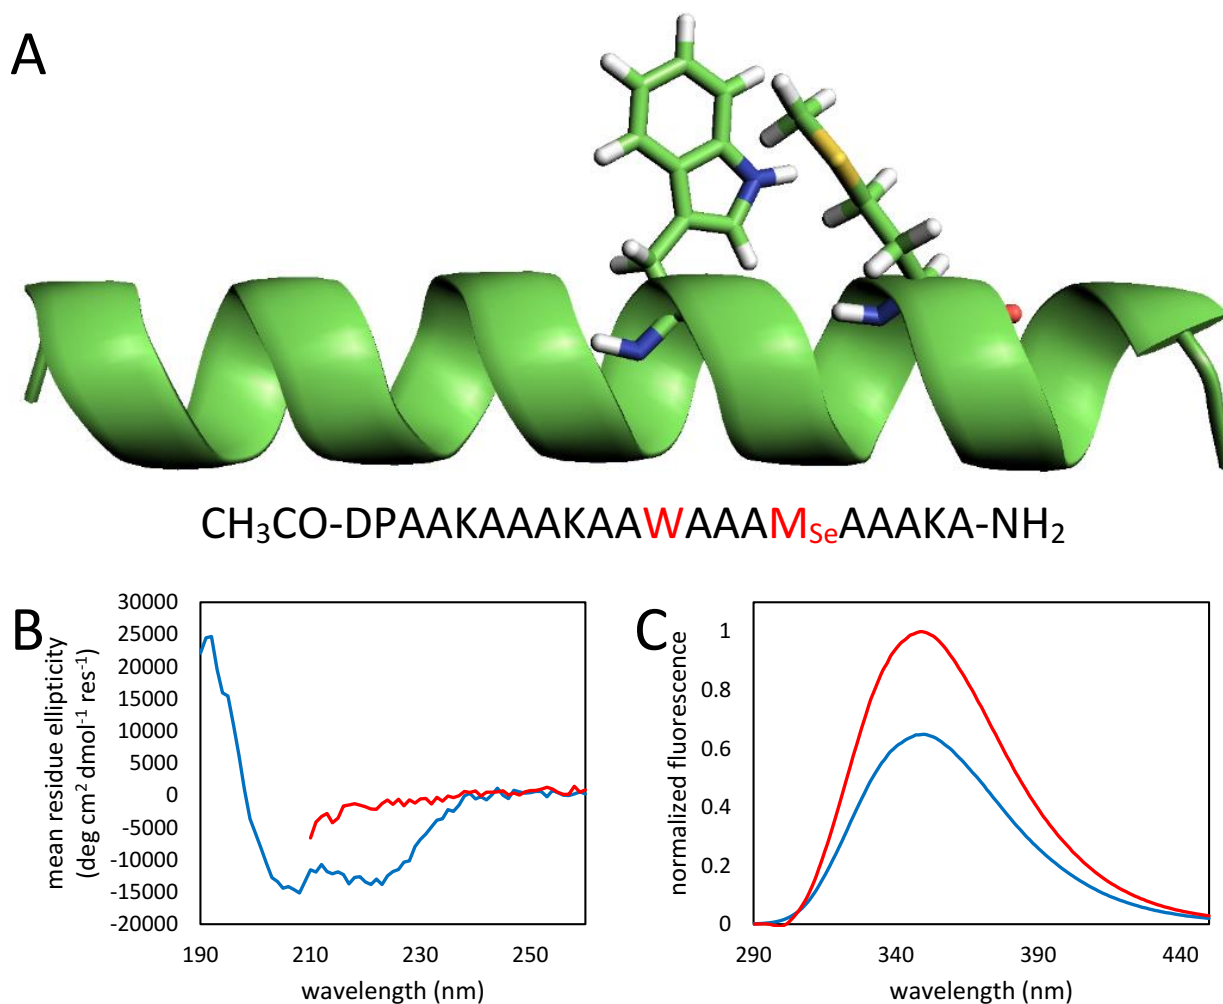 A
CH₃CO-DPAAKAAAKAAWAAAM_SeAAAKA-NH₂
B
mean residue ellipticity
(deg cm² dmol⁻¹ res⁻¹)
30000
25000
20000
15000
10000
5000
0
-5000
-10000
-15000
-20000
190
210
230
250
wavelength (nm)
C
normalized fluorescence
1
0.8
0.6
0.4
0.2
0
290
340
390
440
wavelength (nm)